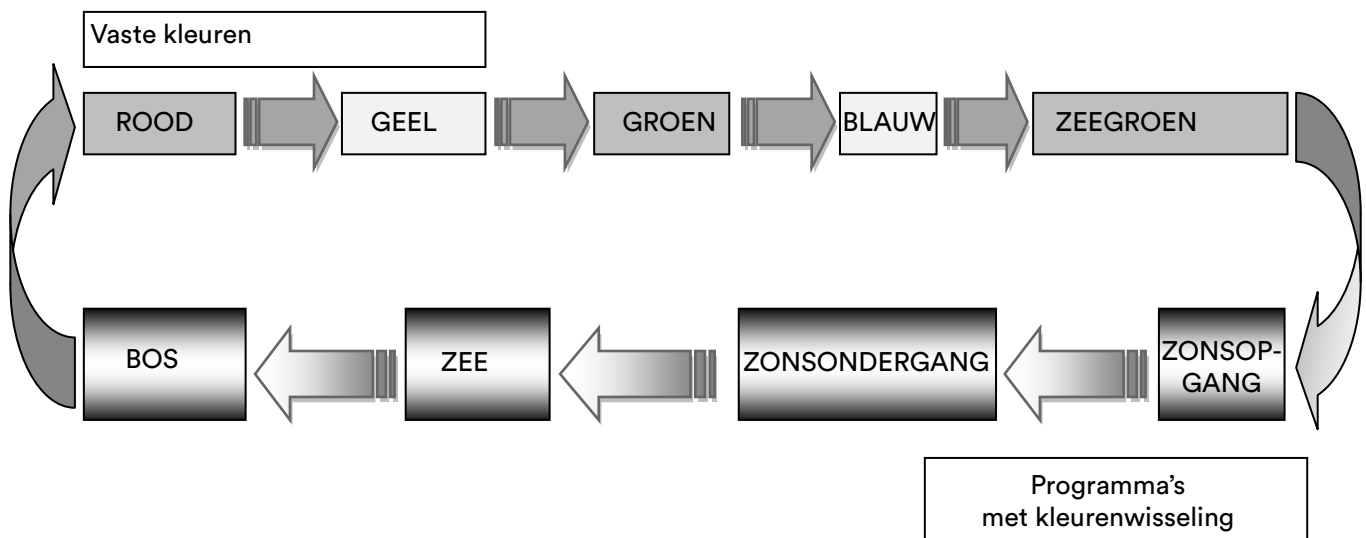 Vaste kleuren
ROOD
GEEL
GROEN
BLAUW
ZEEGROEN
BOS
ZEE
ZONSONDERGANG
ZONSOP-
GANG
Programma's
met kleurenwisseling